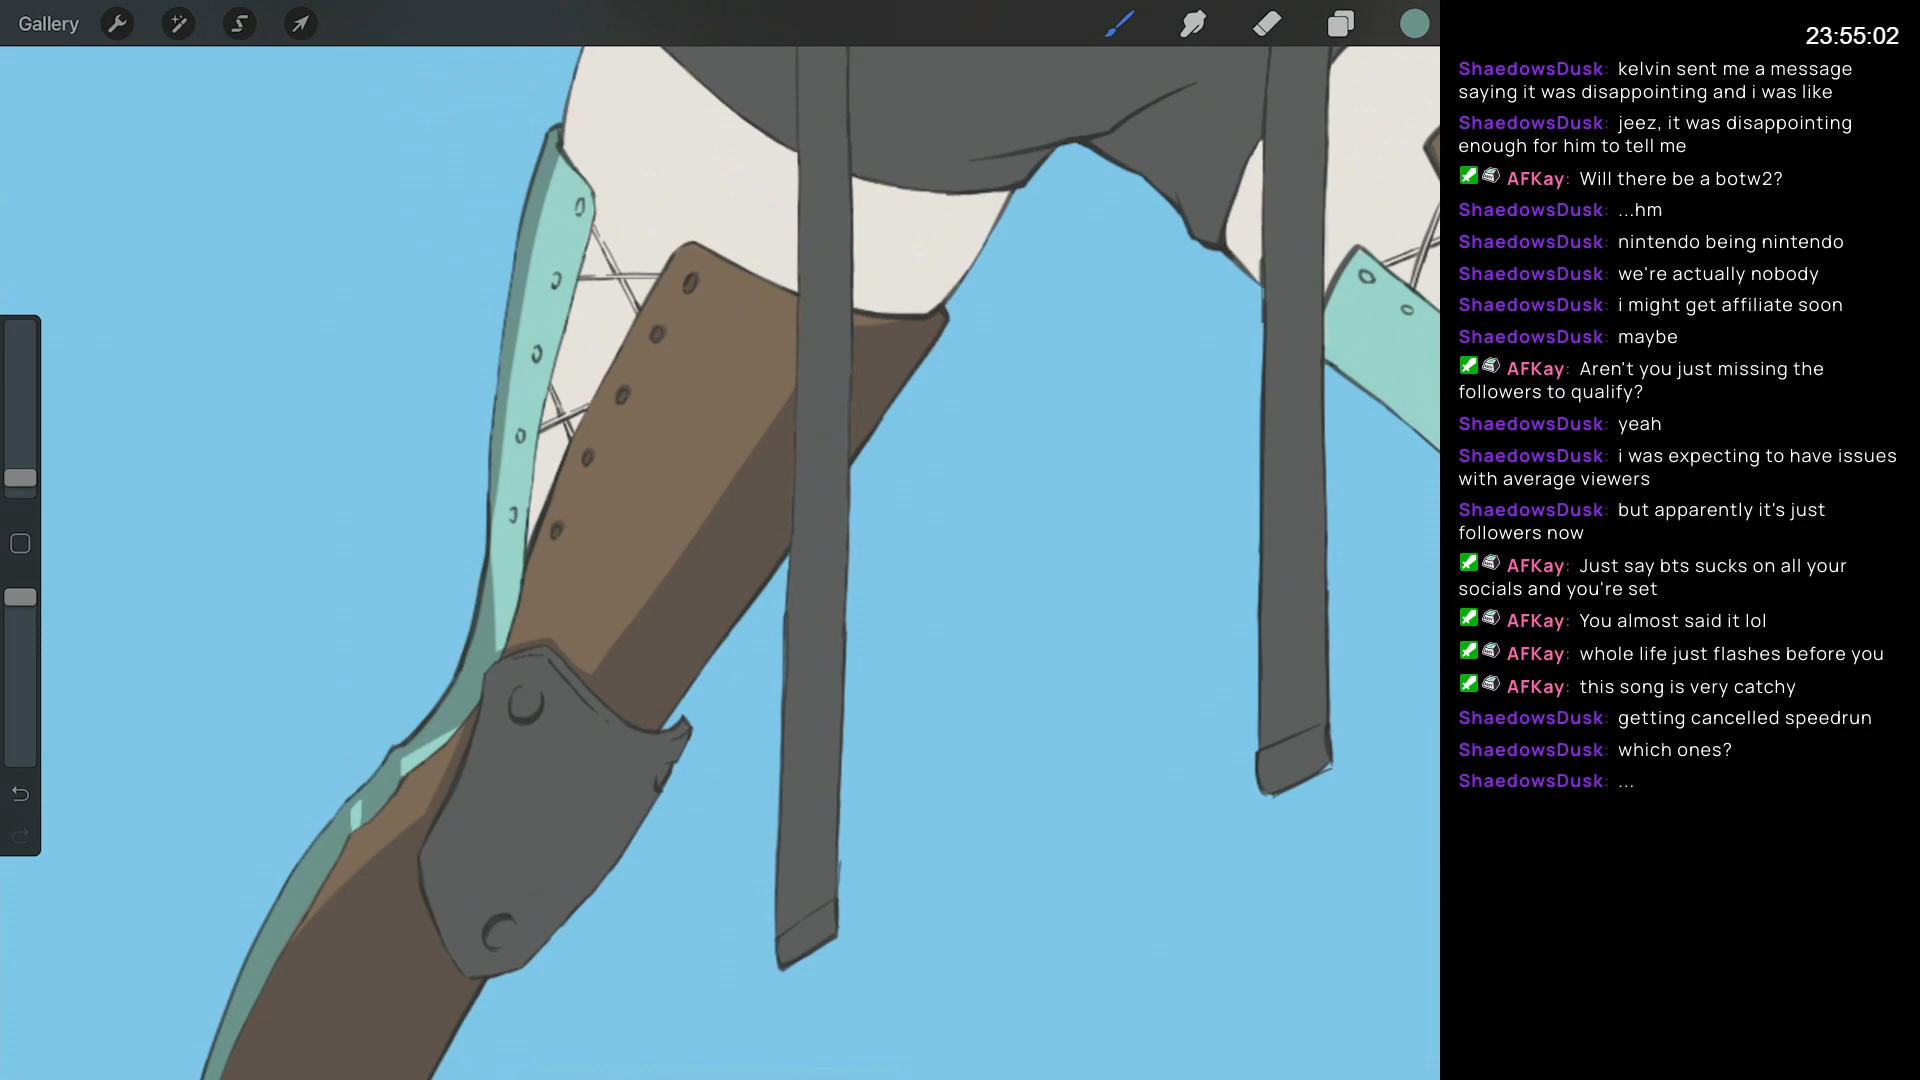 Gallery
23:55:02
ShaedowsDusk: kelvin sent me a message
saying it was disappointing and i was like
ShaedowsDusk: jeez, it was disappointing
enough for him to tell me
AFKay: Will there be a botw2?
ShaedowsDusk: ...hm
ShaedowsDusk: nintendo being nintendo
ShaedowsDusk: we're actually nobody
ShaedowsDusk: i might get affiliate soon
ShaedowsDusk: maybe
AFKay: Aren't you just missing the
followers to qualify?
ShaedowsDusk: yeah
ShaedowsDusk: i was expecting to have issues
with average viewers
ShaedowsDusk: but apparently it's just
followers now
AFKay: Just say bts sucks on all your
socials and you're set
AFKay: You almost said it lol
AFKay: whole life just flashes before you
AFKay: this song is very catchy
ShaedowsDusk: getting cancelled speedrun
ShaedowsDusk: which ones?
ShaedowsDusk: ...